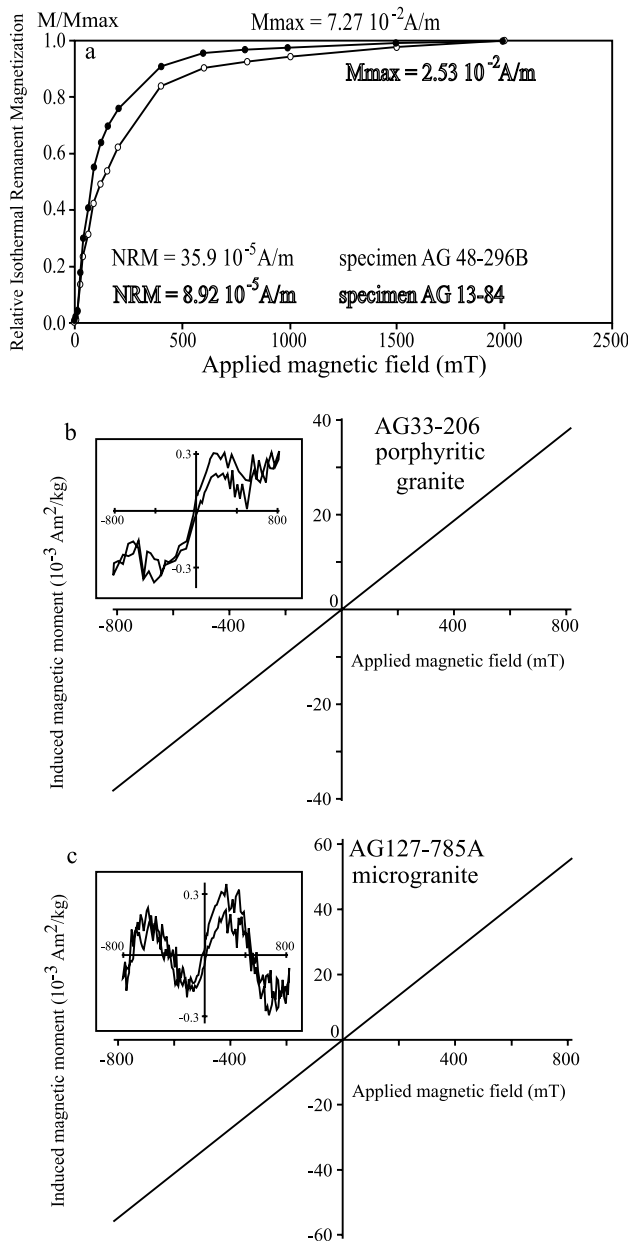 M/Mmax
Mmax = 7.27 10-2A/m
a
Mmax = 2.53 10-2A/m
Relative Isothermal Remanent Magnetization
1.0
0.8
0.6
0.4
0.2
0.0
NRM = 35.9 10-5A/m specimen AG 48-296B
NRM = 8.92 10-5A/m specimen AG 13-84
0 500 1000 1500 2000 2500
Applied magnetic field (mT)
b
AG33-206
porphyritic
granite
Induced magnetic moment (10-3 Am2/kg)
40
20
0
-20
-40
-800 -400 400 800
Applied magnetic field (mT)
0.3
-800 800
-0.3
c
AG127-785A
microgranite
Induced magnetic moment (10-3 Am2/kg)
60
40
20
0
-20
-40
-60
-800 -400 400 800
Applied magnetic field (mT)
0.3
-800 800
-0.3